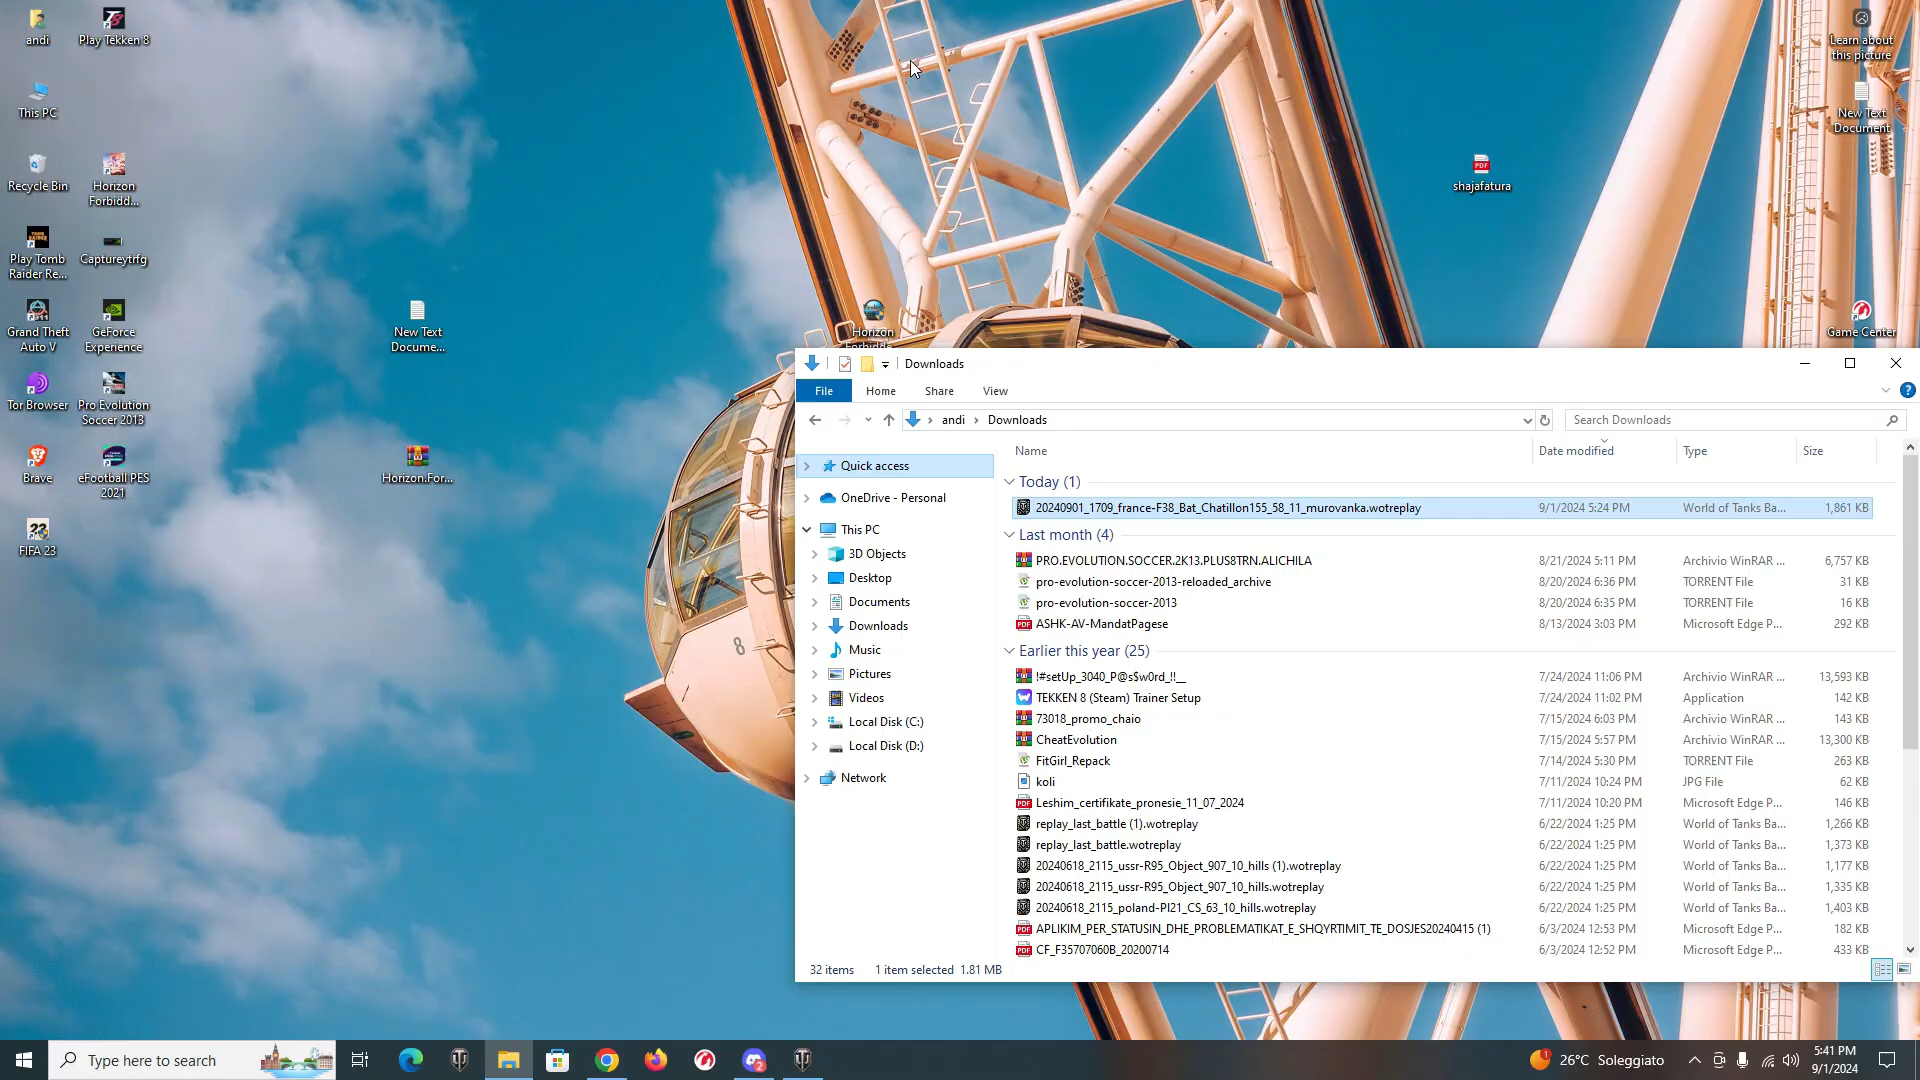 andi
Play Tekken 8
This PC
Recycle Bin
Horizon
Forbidd...
Play Tomb
Raider Re...
Captureytrfg
Grand Theft
Auto V
GeForce
Experience
Tor Browser
Pro Evolution
Soccer 2013
Brave
eFootball PES
2021
FIFA 23
New Text
Docume...
Horizon.For...
Horizon
shajafatura
Learn about
this picture
New Text
Document
Game Center
8
Downloads
File Home Share View
andi Downloads
Search Downloads
Quick access
OneDrive - Personal
This PC
3D Objects
Desktop
Documents
Downloads
Music
Pictures
Videos
Local Disk (C:)
Local Disk (D:)
Network
Name Date modified Type Size
Today (1)
20240901_1709_france-F38_Bat_Chatillon155_58_11_murovanka.wotreplay 9/1/2024 5:24 PM World of Tanks Ba... 1,861 KB
Last month (4)
PRO.EVOLUTION.SOCCER.2K13.PLUS8TRN.ALICHILA 8/21/2024 5:11 PM Archivio WinRAR ... 6,757 KB
pro-evolution-soccer-2013-reloaded_archive 8/20/2024 6:36 PM TORRENT File 31 KB
pro-evolution-soccer-2013 8/20/2024 6:35 PM TORRENT File 16 KB
ASHK-AV-MandatPagese 8/13/2024 3:03 PM Microsoft Edge P... 292 KB
Earlier this year (25)
!#setUp_3040_P@s$w0rd_!!__ 7/24/2024 11:06 PM Archivio WinRAR ... 13,593 KB
TEKKEN 8 (Steam) Trainer Setup 7/24/2024 11:02 PM Application 142 KB
73018_promo_chaio 7/15/2024 6:03 PM Archivio WinRAR ... 143 KB
CheatEvolution 7/15/2024 5:57 PM Archivio WinRAR ... 13,300 KB
FitGirl_Repack 7/14/2024 5:30 PM TORRENT File 263 KB
koli 7/11/2024 10:24 PM JPG File 62 KB
Leshim_certifikate_pronesie_11_07_2024 7/11/2024 10:20 PM Microsoft Edge P... 146 KB
replay_last_battle (1).wotreplay 6/22/2024 1:25 PM World of Tanks Ba... 1,266 KB
replay_last_battle.wotreplay 6/22/2024 1:25 PM World of Tanks Ba... 1,373 KB
20240618_2115_ussr-R95_Object_907_10_hills (1).wotreplay 6/22/2024 1:25 PM World of Tanks Ba... 1,177 KB
20240618_2115_ussr-R95_Object_907_10_hills.wotreplay 6/22/2024 1:25 PM World of Tanks Ba... 1,335 KB
20240618_2115_poland-Pl21_CS_63_10_hills.wotreplay 6/22/2024 1:25 PM World of Tanks Ba... 1,403 KB
APLIKIM_PER_STATUSIN_DHE_PROBLEMATIKAT_E_SHQYRTIMIT_TE_DOSJES20240415 (1) 6/3/2024 12:53 PM Microsoft Edge P... 182 KB
CF_F35707060B_20200714 6/3/2024 12:52 PM Microsoft Edge P... 433 KB
32 items 1 item selected 1.81 MB
Type here to search
26°C Soleggiato
5:41 PM
9/1/2024